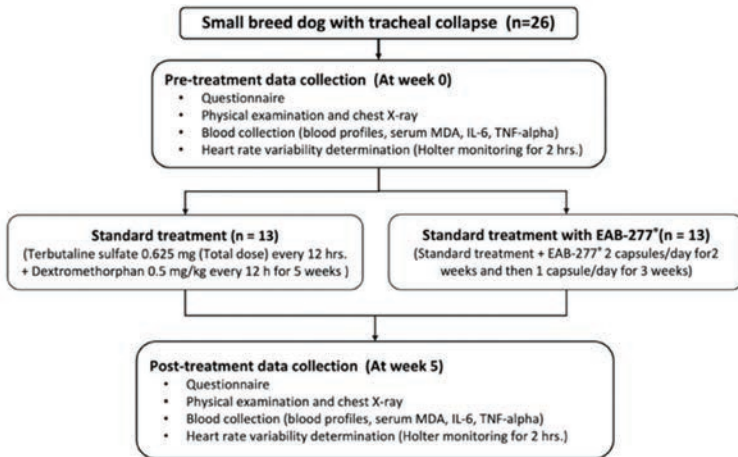 Small breed dog with tracheal collapse (n=26)
Pre-treatment data collection (At week 0)
• Questionnaire
• Physical examination and chest X-ray
• Blood collection (blood profiles, serum MDA, IL-6, TNF-alpha)
• Heart rate variability determination (Holter monitoring for 2 hrs.)
Standard treatment (n = 13)
(Terbutaline sulfate 0.625 mg (Total dose) every 12 hrs.
+ Dextromethorphan 0.5 mg/kg every 12 h for 5 weeks )
Standard treatment with EAB-277*(n = 13)
(Standard treatment + EAB-277* 2 capsules/day for2
weeks and then 1 capsule/day for 3 weeks)
Post-treatment data collection (At week 5)
• Questionnaire
• Physical examination and chest X-ray
• Blood collection (blood profiles, serum MDA, IL-6, TNF-alpha)
• Heart rate variability determination (Holter monitoring for 2 hrs.)